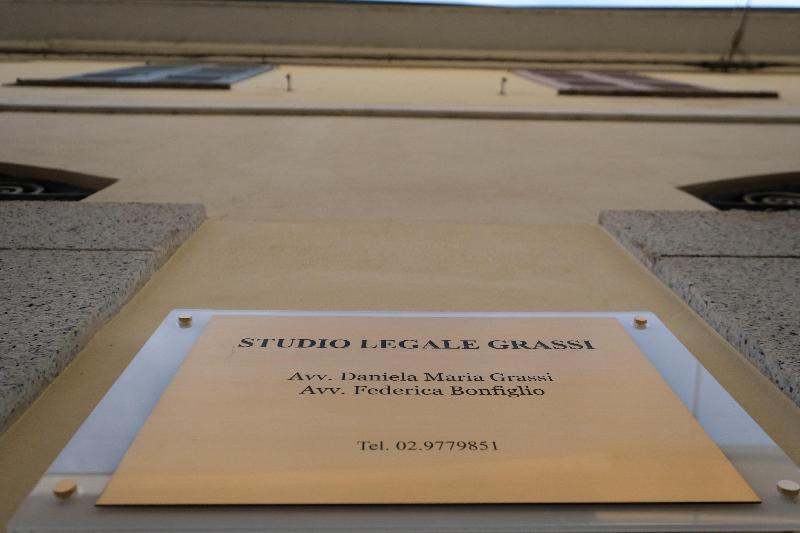 STUDIO LEGALE GRASSI
Avv. Daniela Maria Grassi
Avv. Federica Bonfiglio
Tel. 02.9779851